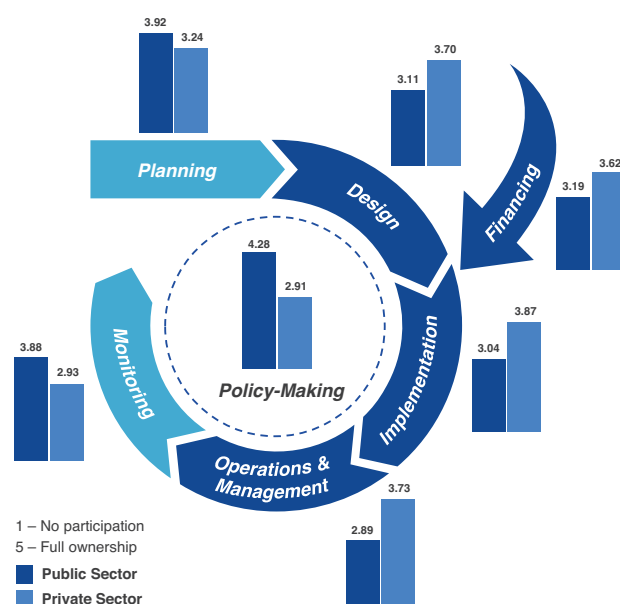 3.92
3.24
3.11
3.70
Planning
Design
Financing
3.19
3.62
4.28
2.91
Policy-Making
Monitoring
3.88
2.93
Implementation
3.04
3.87
Operations &
Management
2.89
3.73
1 – No participation
5 – Full ownership
Public Sector
Private Sector